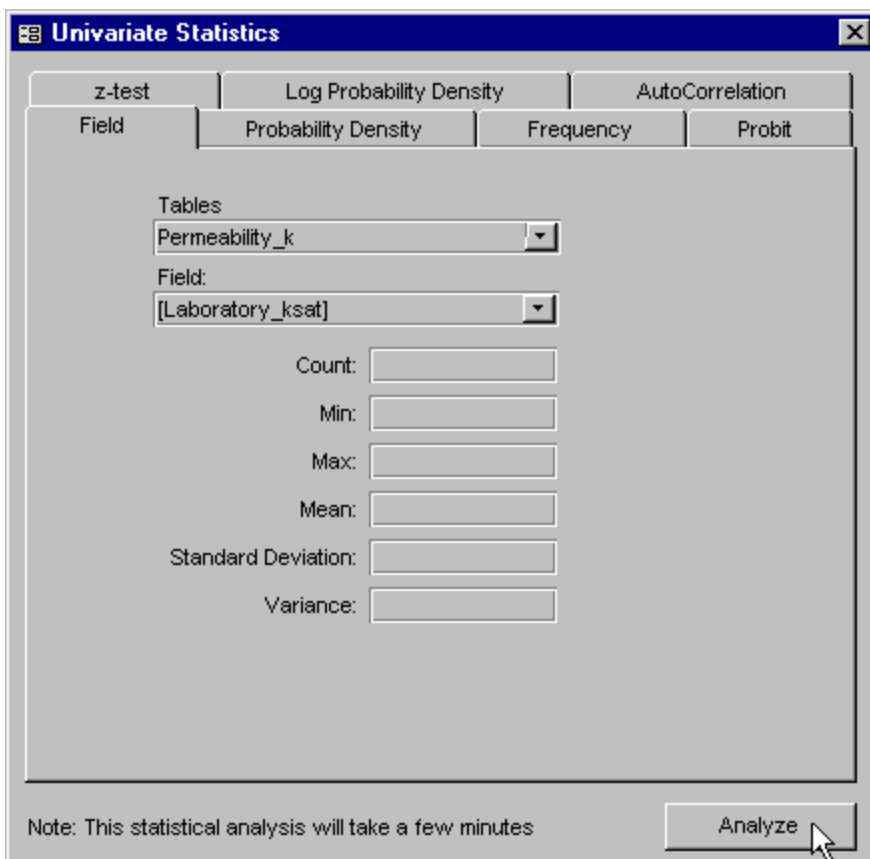 Univariate Statistics
z-test Log Probability Density AutoCorrelation
Field Probability Density Frequency Probit
Tables
Permeability_k
Field:
[Laboratory_ksat]
Count:
Min:
Max:
Mean:
Standard Deviation:
Variance:
Note: This statistical analysis will take a few minutes Analyze